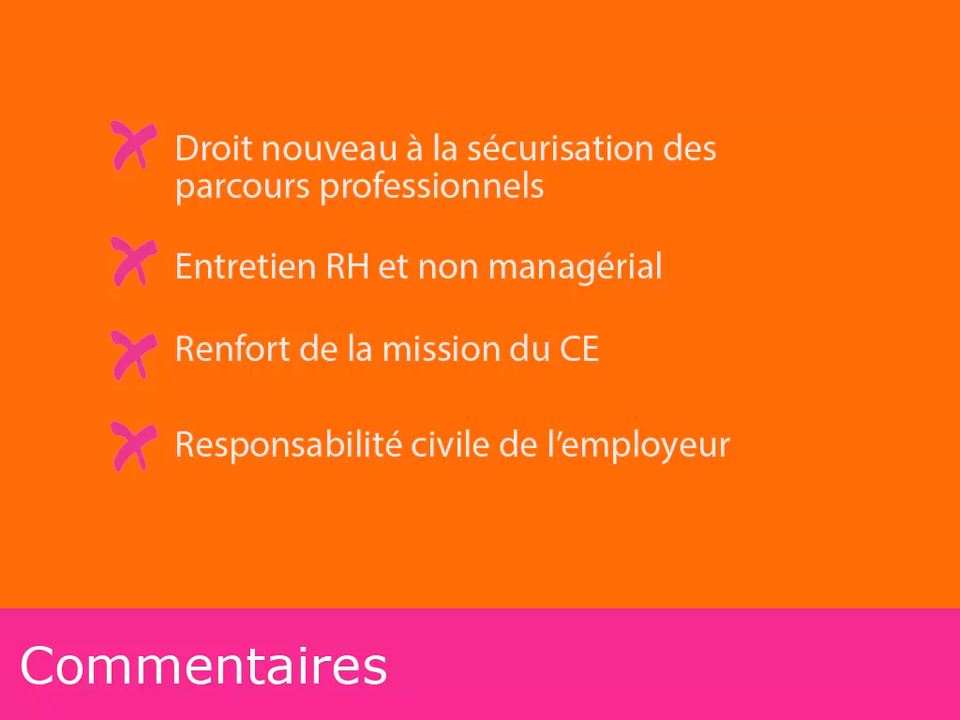 Droit nouveau à la sécurisation des
parcours professionnels
Entretien RH et non managérial
Renfort de la mission du CE
Responsabilité civile de l’employeur
Commentaires